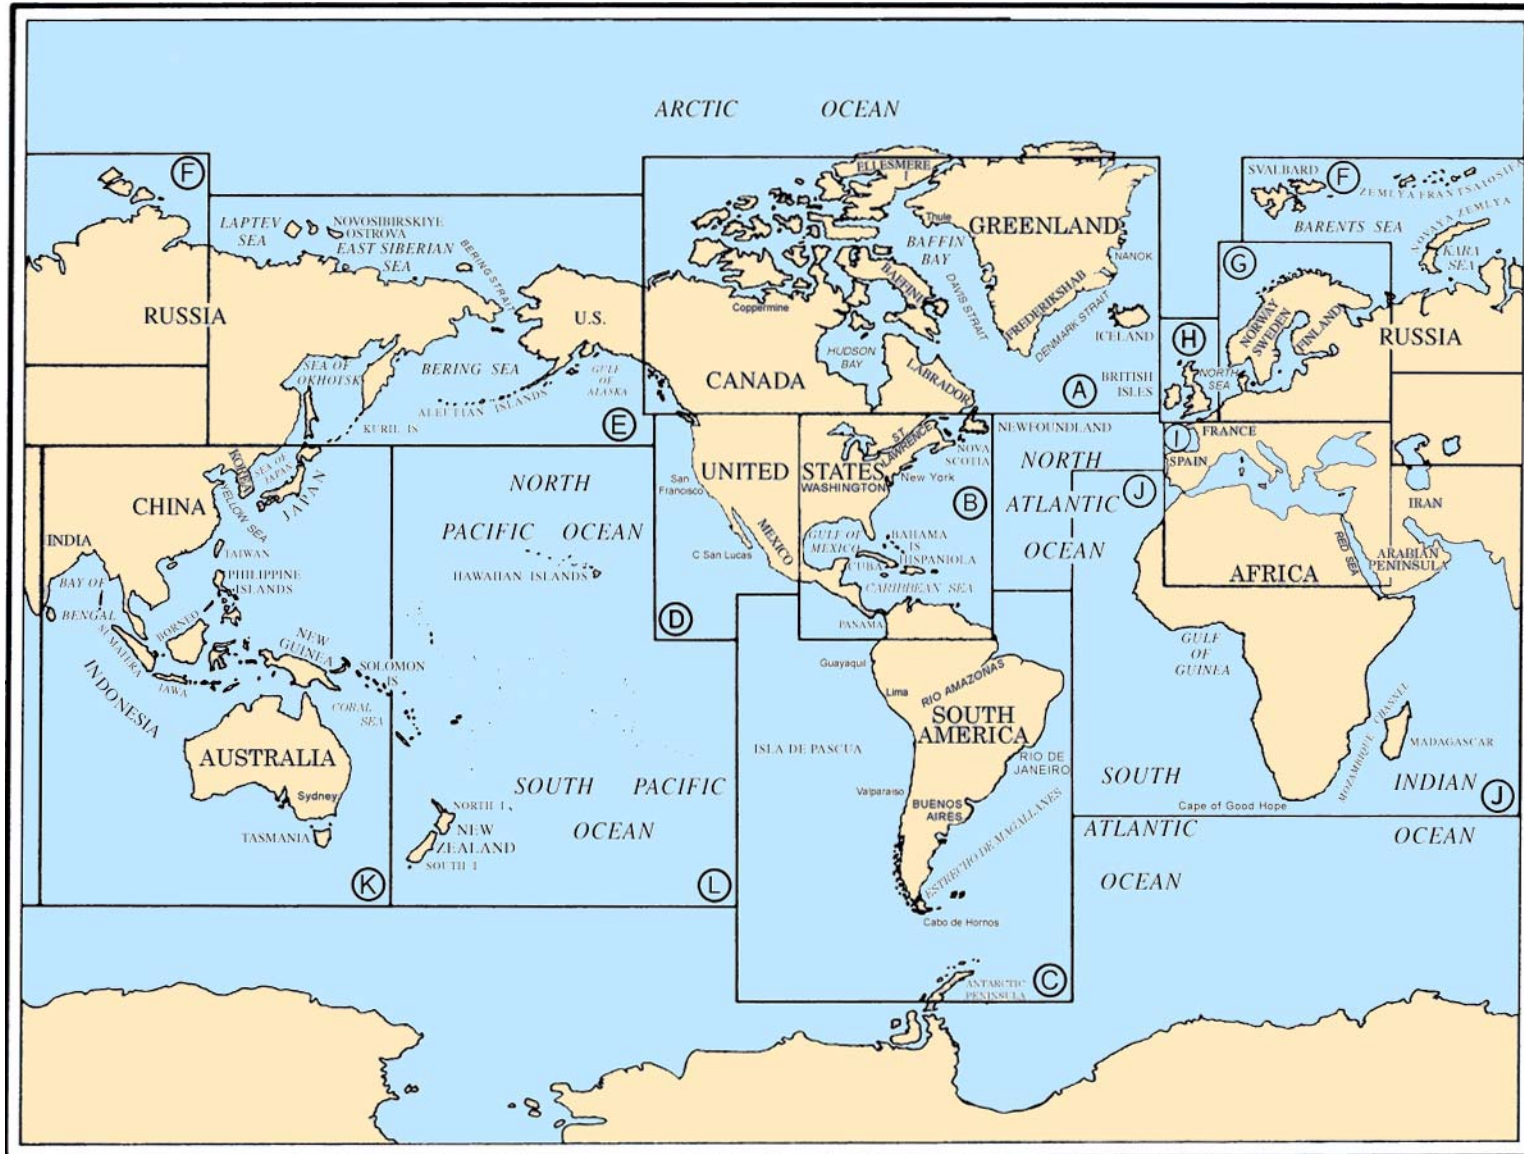 ARCTIC OCEAN
F
LAPTEV
SEA
NOVOSIBIRSKIYE
OSTROVA
EAST SIBERIAN
SEA
BERING STRAIT
RUSSIA
U.S.
SEA OF
OKHOTSK
BERING SEA
GULF
OF
ALASKA
ALEUTIAN ISLANDS
KURIL IS
E
ELLESMERE
I
Thule
GREENLAND
BAFFIN
BAY
NANOK
BAFFIN I
DAVIS STRAIT
FREDERIKSHAB
DENMARK STRAIT
ICELAND
Coppermine
HUDSON
BAY
CANADA
LABRADOR
BRITISH
ISLES
A
SVALBARD
F
ZEMLYA FRANTSA IOSIFA
BARENTS SEA
NOVAYA ZEMLYA
KARA
SEA
G
NORWAY
SWEDEN
FINLAND
RUSSIA
H
NORTH
SEA
KOREA
SEA OF
JAPAN
JAPAN
YELLOW SEA
CHINA
INDIA
TAIWAN
BAY OF
BENGAL
PHILIPPINE
ISLANDS
BORNEO
SUMATURA
JAWA
INDONESIA
NEW
GUINEA
SOLOMON
IS
CORAL
SEA
AUSTRALIA
Sydney
TASMANIA
K
NORTH
PACIFIC OCEAN
HAWAIIAN ISLANDS
SOUTH PACIFIC
OCEAN
NORTH I
NEW
ZEALAND
SOUTH I
L
UNITED STATES
WASHINGTON
ST.
LAWRENCE
NEWFOUNDLAND
NOVA
SCOTIA
New York
San
Francisco
C San Lucas
MEXICO
GULF OF
MEXICO
BAHAMA
IS
HISPANIOLA
CUBA
CARIBBEAN SEA
PANAMA
B
D
NORTH
ATLANTIC
OCEAN
Guayaquil
Lima
RIO AMAZONAS
SOUTH
AMERICA
ISLA DE PASCUA
RIO DE
JANEIRO
Valparaiso
BUENOS
AIRES
ESTRECHO DE MAGALLANES
Cabo de Hornos
ANTARCTIC
PENINSULA
C
I
FRANCE
SPAIN
J
IRAN
RED SEA
ARABIAN
PENINSULA
AFRICA
GULF
OF
GUINEA
MOZAMBIQUE CHANNEL
MADAGASCAR
SOUTH
ATLANTIC
OCEAN
Cape of Good Hope
INDIAN
OCEAN
J